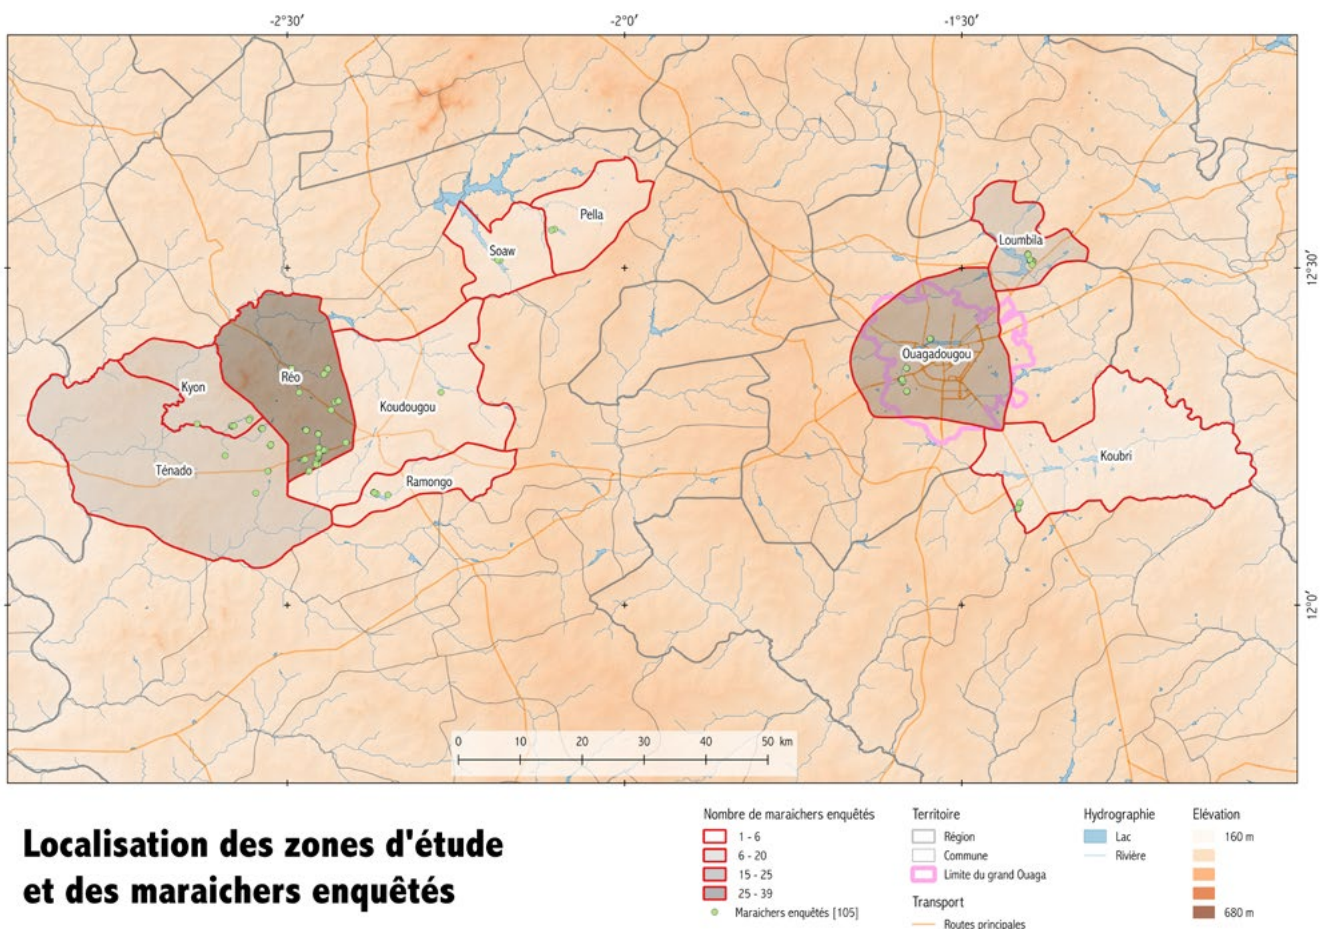 -2°30′
-2°0′
-1°30′
12°30′
12°0′
Pella
Soaw
Loumbila
Ouagadougou
Réo
Kyon
Koudougou
Koubri
Ténado
Ramongo
0 10 20 30 40 50 km
Localisation des zones d'étude
et des maraichers enquêtés
Nombre de maraichers enquêtés
1 - 6
6 - 20
15 - 25
25 - 39
Maraichers enquêtés [105]
Territoire
Région
Commune
Limite du grand Ouaga
Transport
Routes principales
Hydrographie
Lac
Rivière
Elévation
160 m
680 m